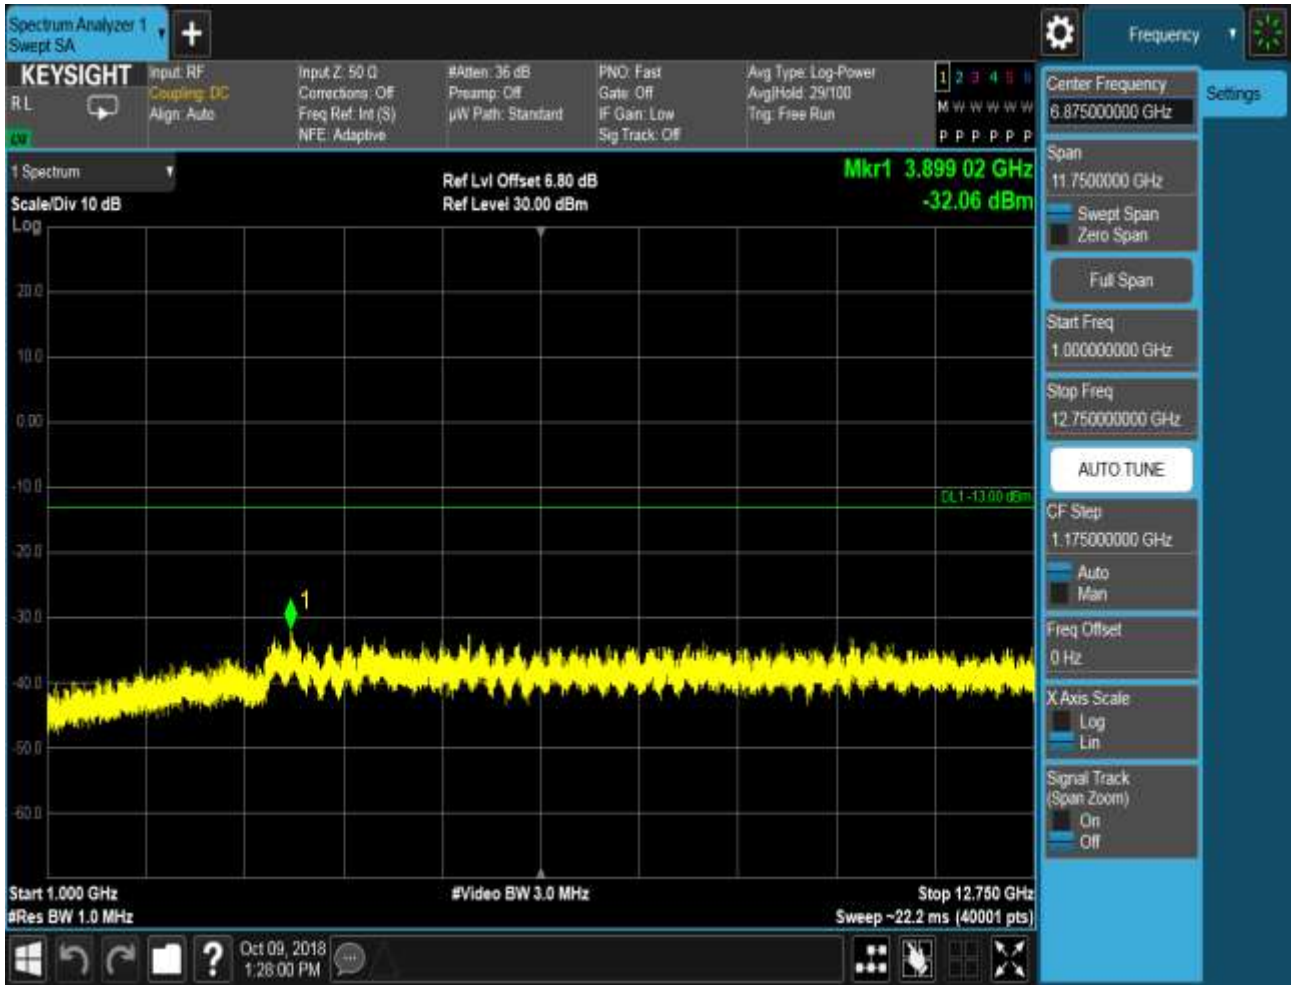 Spectrum Analyzer 1
Swept SA
Frequency
KEYSIGHT
R L
Input: RF
Coupling: DC
Align: Auto
Input Z: 50 Ω
Corrections: Off
Freq Ref: Int (S)
NFE: Adaptive
#Atten: 36 dB
Preamp: Off
µW Path: Standard
PNO: Fast
Gate: Off
IF Gain: Low
Sig Track: Off
Avg Type: Log-Power
Avg|Hold: 29/100
Trig: Free Run
1 2 3 4 5 6
M W W W W W
P P P P P P
1 Spectrum
Scale/Div 10 dB
Log
Ref Lvl Offset 6.80 dB
Ref Level 30.00 dBm
Mkr1 3.899 02 GHz
-32.06 dBm
20.0
10.0
0.00
-10.0
DL1 -13.00 dBm
-20.0
-30.0
1
-40.0
-50.0
-60.0
Start 1.000 GHz
#Res BW 1.0 MHz
#Video BW 3.0 MHz
Stop 12.750 GHz
Sweep ~22.2 ms (40001 pts)
Oct 09, 2018
1:28:00 PM
Center Frequency
6.875000000 GHz
Settings
Span
11.7500000 GHz
Swept Span
Zero Span
Full Span
Start Freq
1.000000000 GHz
Stop Freq
12.750000000 GHz
AUTO TUNE
CF Step
1.175000000 GHz
Auto
Man
Freq Offset
0 Hz
X Axis Scale
Log
Lin
Signal Track
(Span Zoom)
On
Off